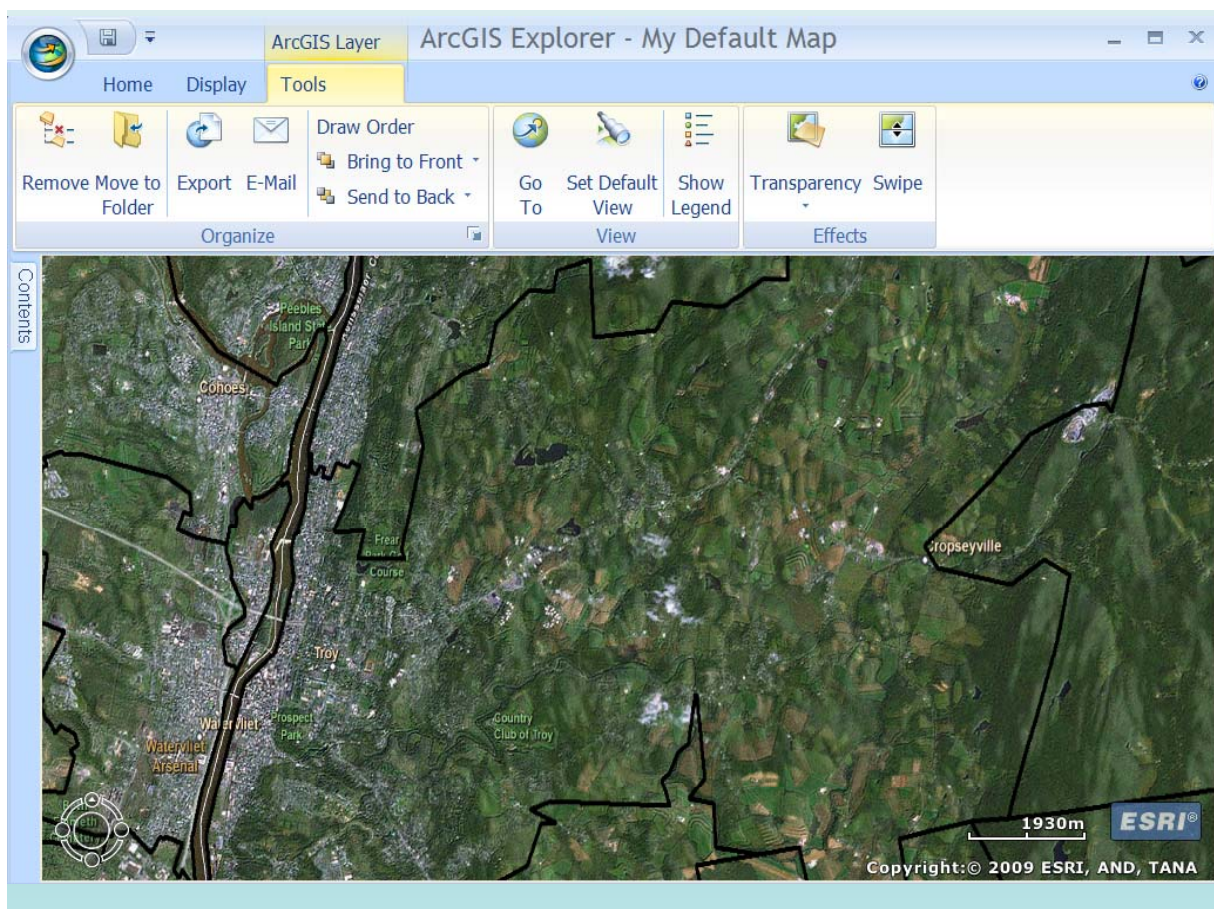 ArcGIS Layer
ArcGIS Explorer - My Default Map
Home
Display
Tools
Remove
Move to
Folder
Export
E-Mail
Draw Order
Bring to Front
Send to Back
Organize
Go
To
Set Default
View
Show
Legend
View
Transparency
Swipe
Effects
Contents
Peebles
Island State
Park
Cohoes
Frear
Park Golf
Course
Cropseyville
Troy
Watervliet
Prospect
Park
Country
Club of Troy
Watervliet
Arsenal
1930m
ESRI®
Copyright:© 2009 ESRI, AND, TANA